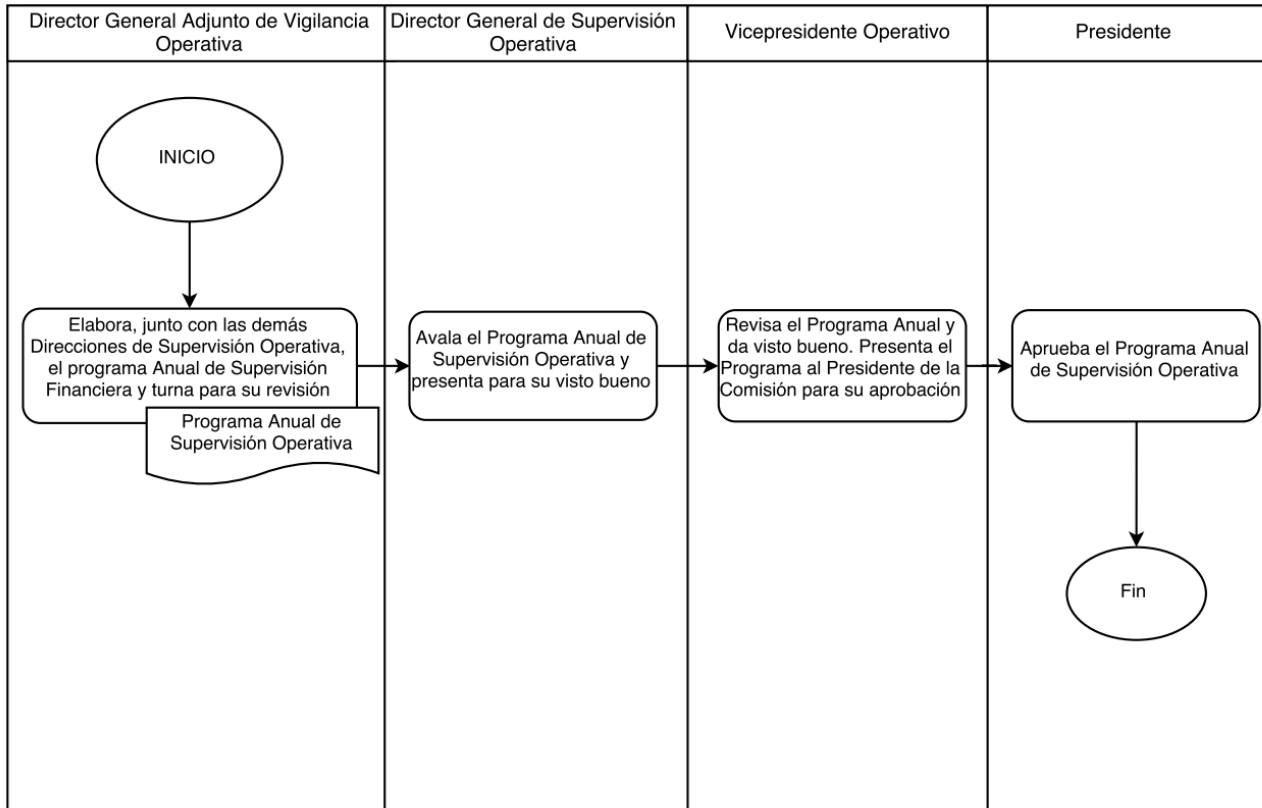 Director General Adjunto de Vigilancia
Operativa
Director General de Supervisión
Operativa
Vicepresidente Operativo
Presidente
INICIO
Elabora, junto con las demás
Direcciones de Supervisión Operativa,
el programa Anual de Supervisión
Financiera y turna para su revisión
Programa Anual de
Supervisión Operativa
Avala el Programa Anual de
Supervisión Operativa y
presenta para su visto bueno
Revisa el Programa Anual y
da visto bueno. Presenta el
Programa al Presidente de la
Comisión para su aprobación
Aprueba el Programa Anual
de Supervisión Operativa
Fin